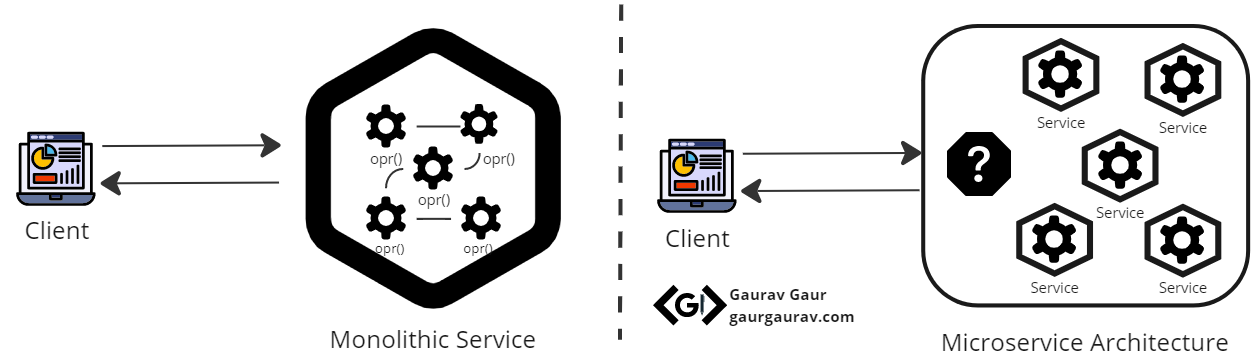 opr()
opr()
opr()
opr()
opr()
Client
Monolithic Service
Service
Service
?
Service
Service
Service
Client
G
Gaurav Gaur
gaurgaurav.com
Microservice Architecture